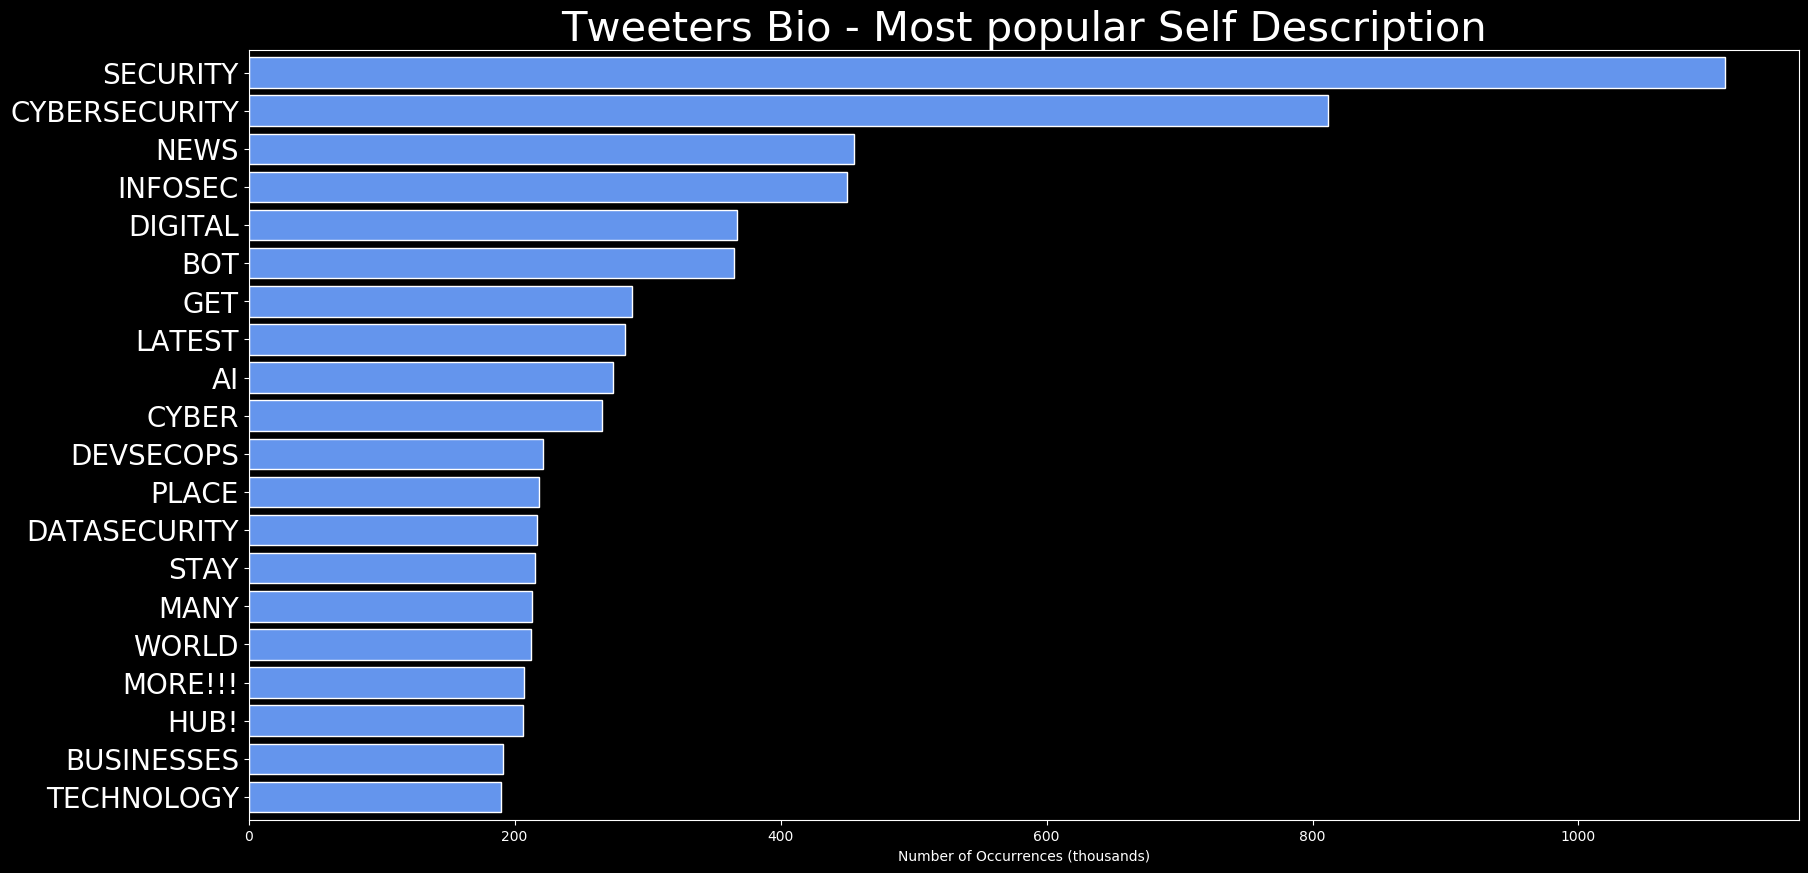 Tweeters Bio - Most popular Self Description
SECURITY
CYBERSECURITY
NEWS
INFOSEC
DIGITAL
BOT
GET
LATEST
AI
CYBER
DEVSECOPS
PLACE
DATASECURITY
STAY
MANY
WORLD
MORE!!!
HUB!
BUSINESSES
TECHNOLOGY
0 200 400 600 800 1000
Number of Occurrences (thousands)